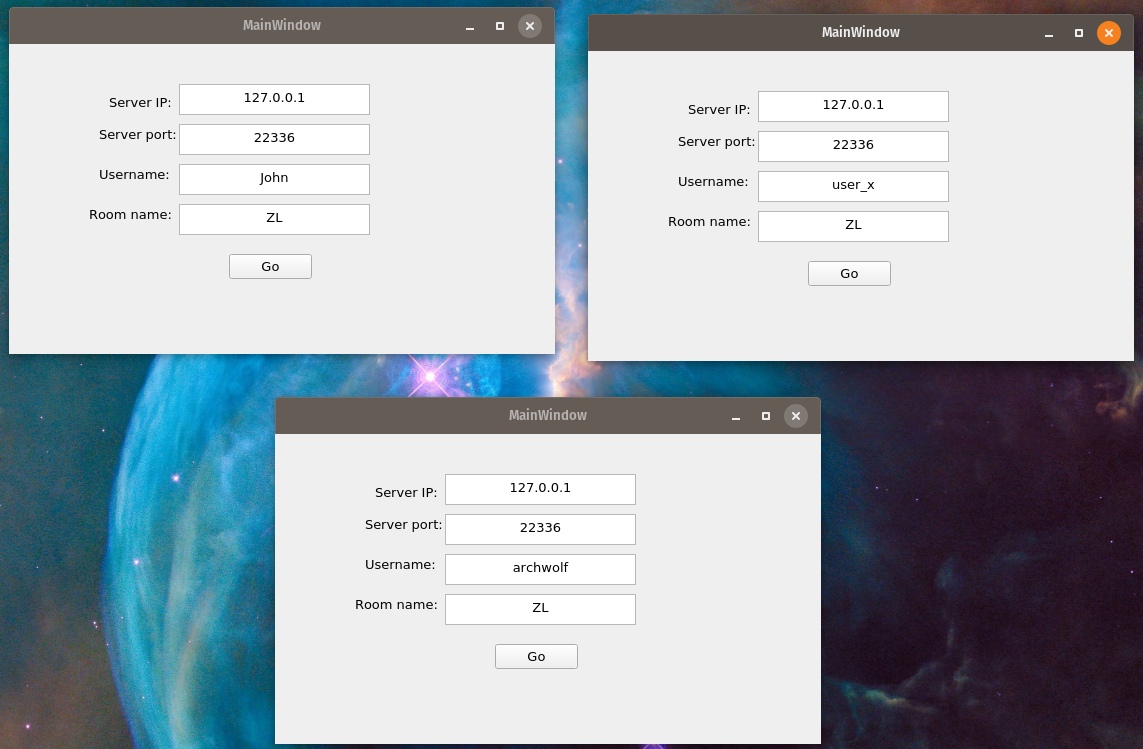 MainWindow
Server IP: 127.0.0.1
Server port: 22336
Username: John
Room name: ZL
Go
MainWindow
Server IP: 127.0.0.1
Server port: 22336
Username: user_x
Room name: ZL
Go
MainWindow
Server IP: 127.0.0.1
Server port: 22336
Username: archwolf
Room name: ZL
Go